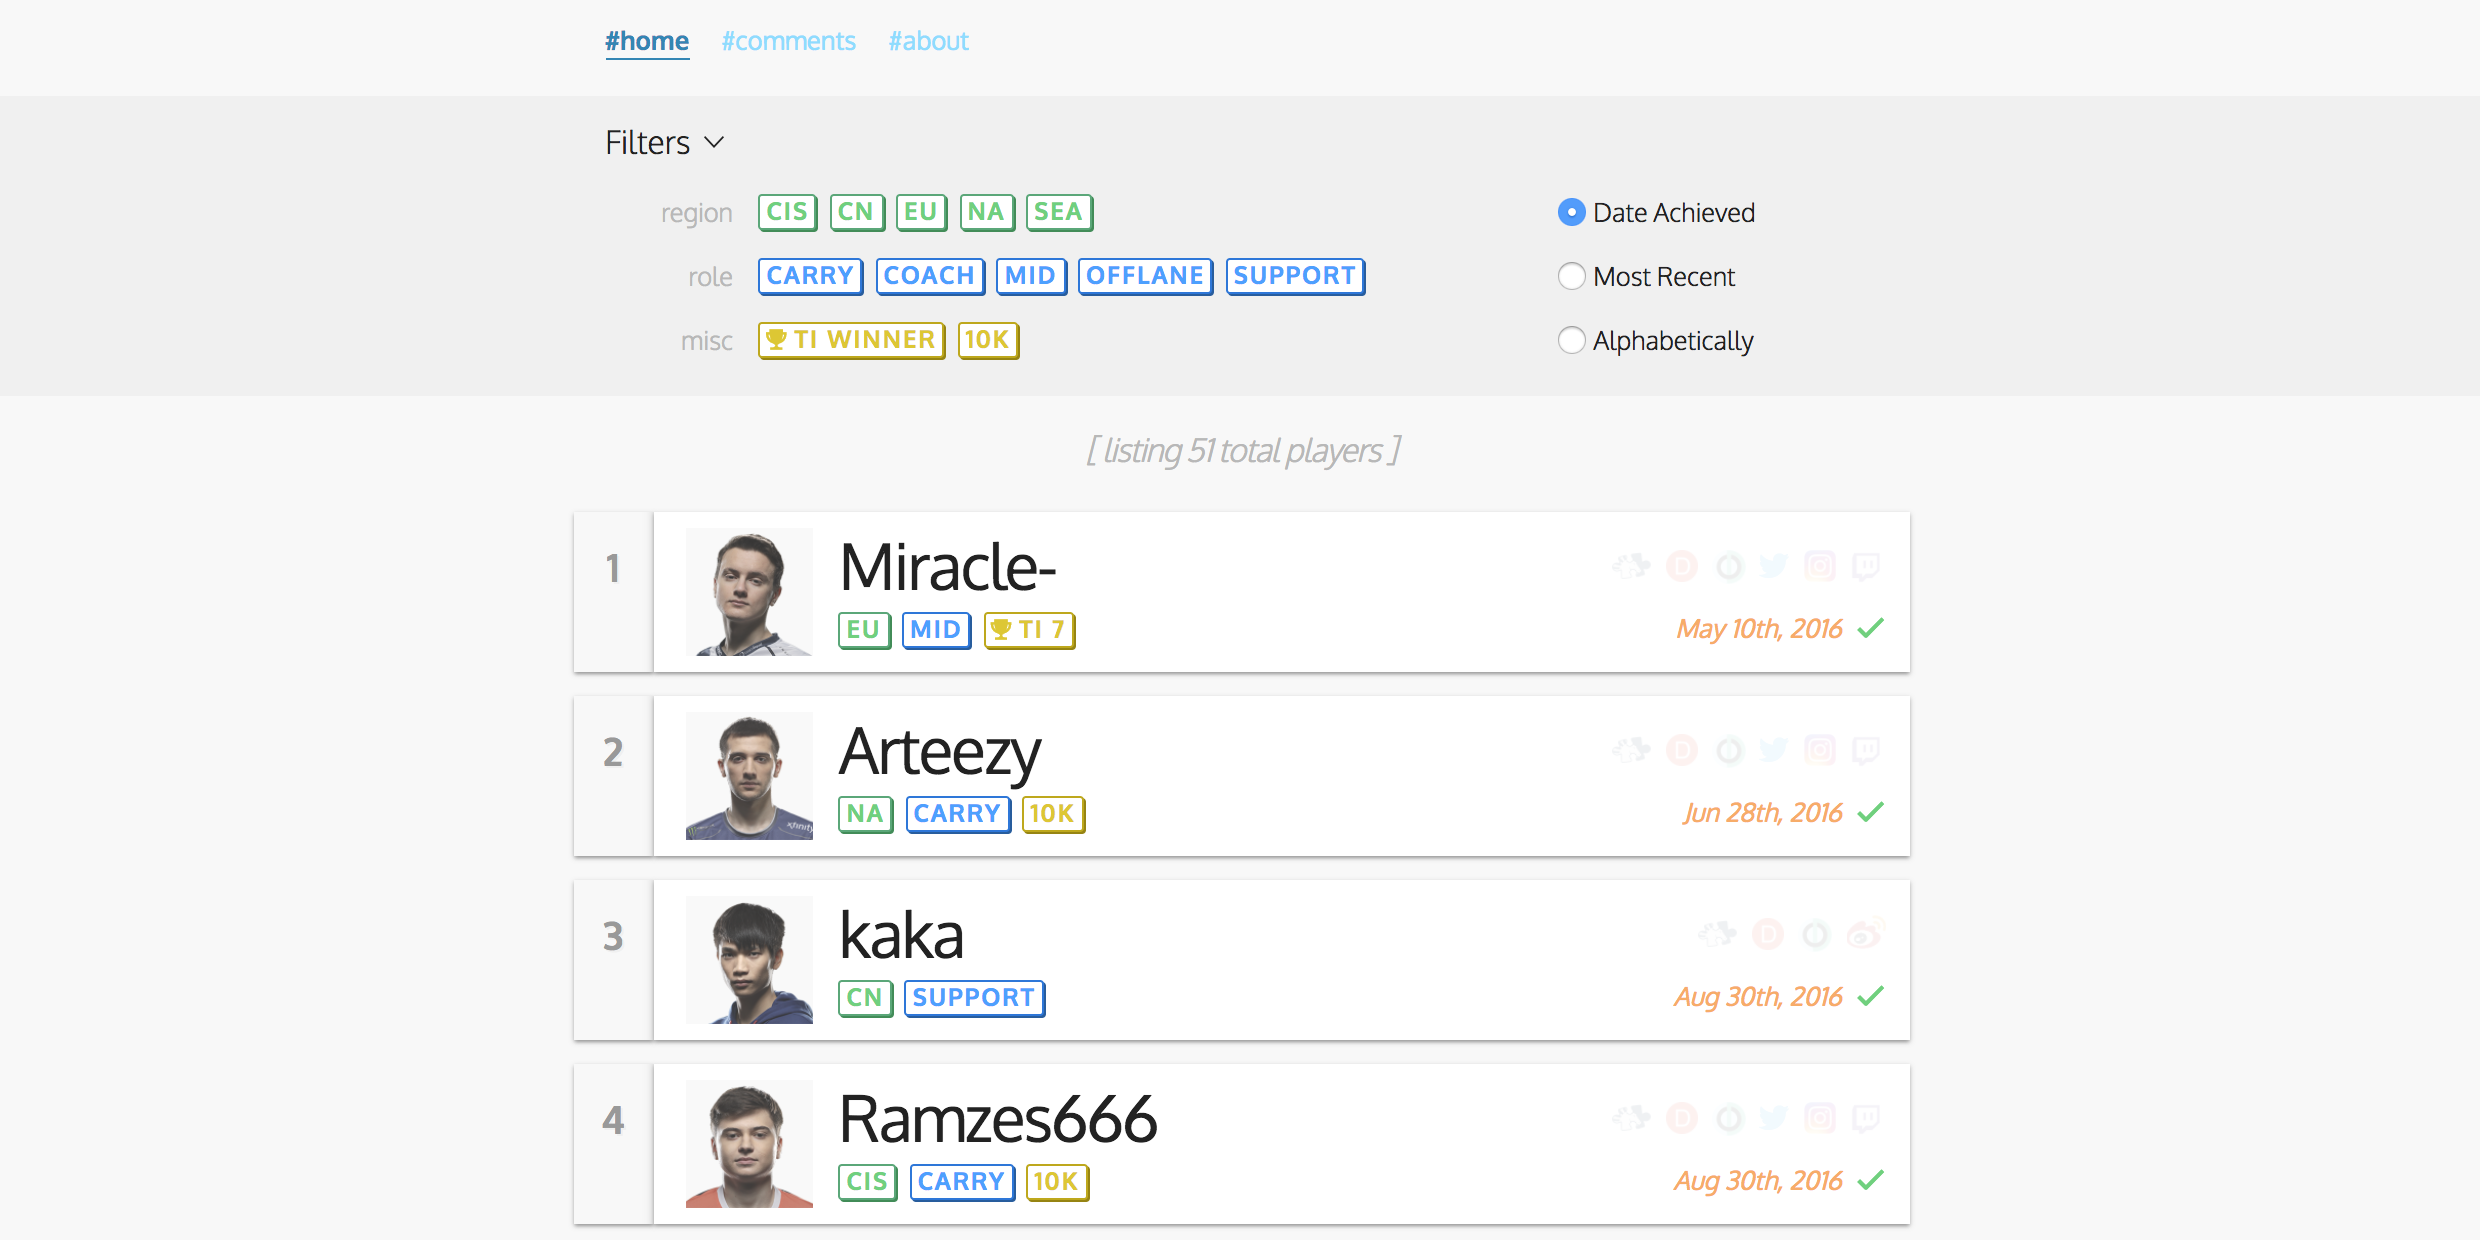 #home #comments #about
Filters
region CIS CN EU NA SEA Date Achieved
role CARRY COACH MID OFFLANE SUPPORT Most Recent
misc TI WINNER 10K Alphabetically
[ listing 51 total players ]
1 Miracle-
EU MID TI 7 May 10th, 2016
2 Arteezy
NA CARRY 10K Jun 28th, 2016
xfinity
3 kaka
CN SUPPORT Aug 30th, 2016
4 Ramzes666
CIS CARRY 10K Aug 30th, 2016